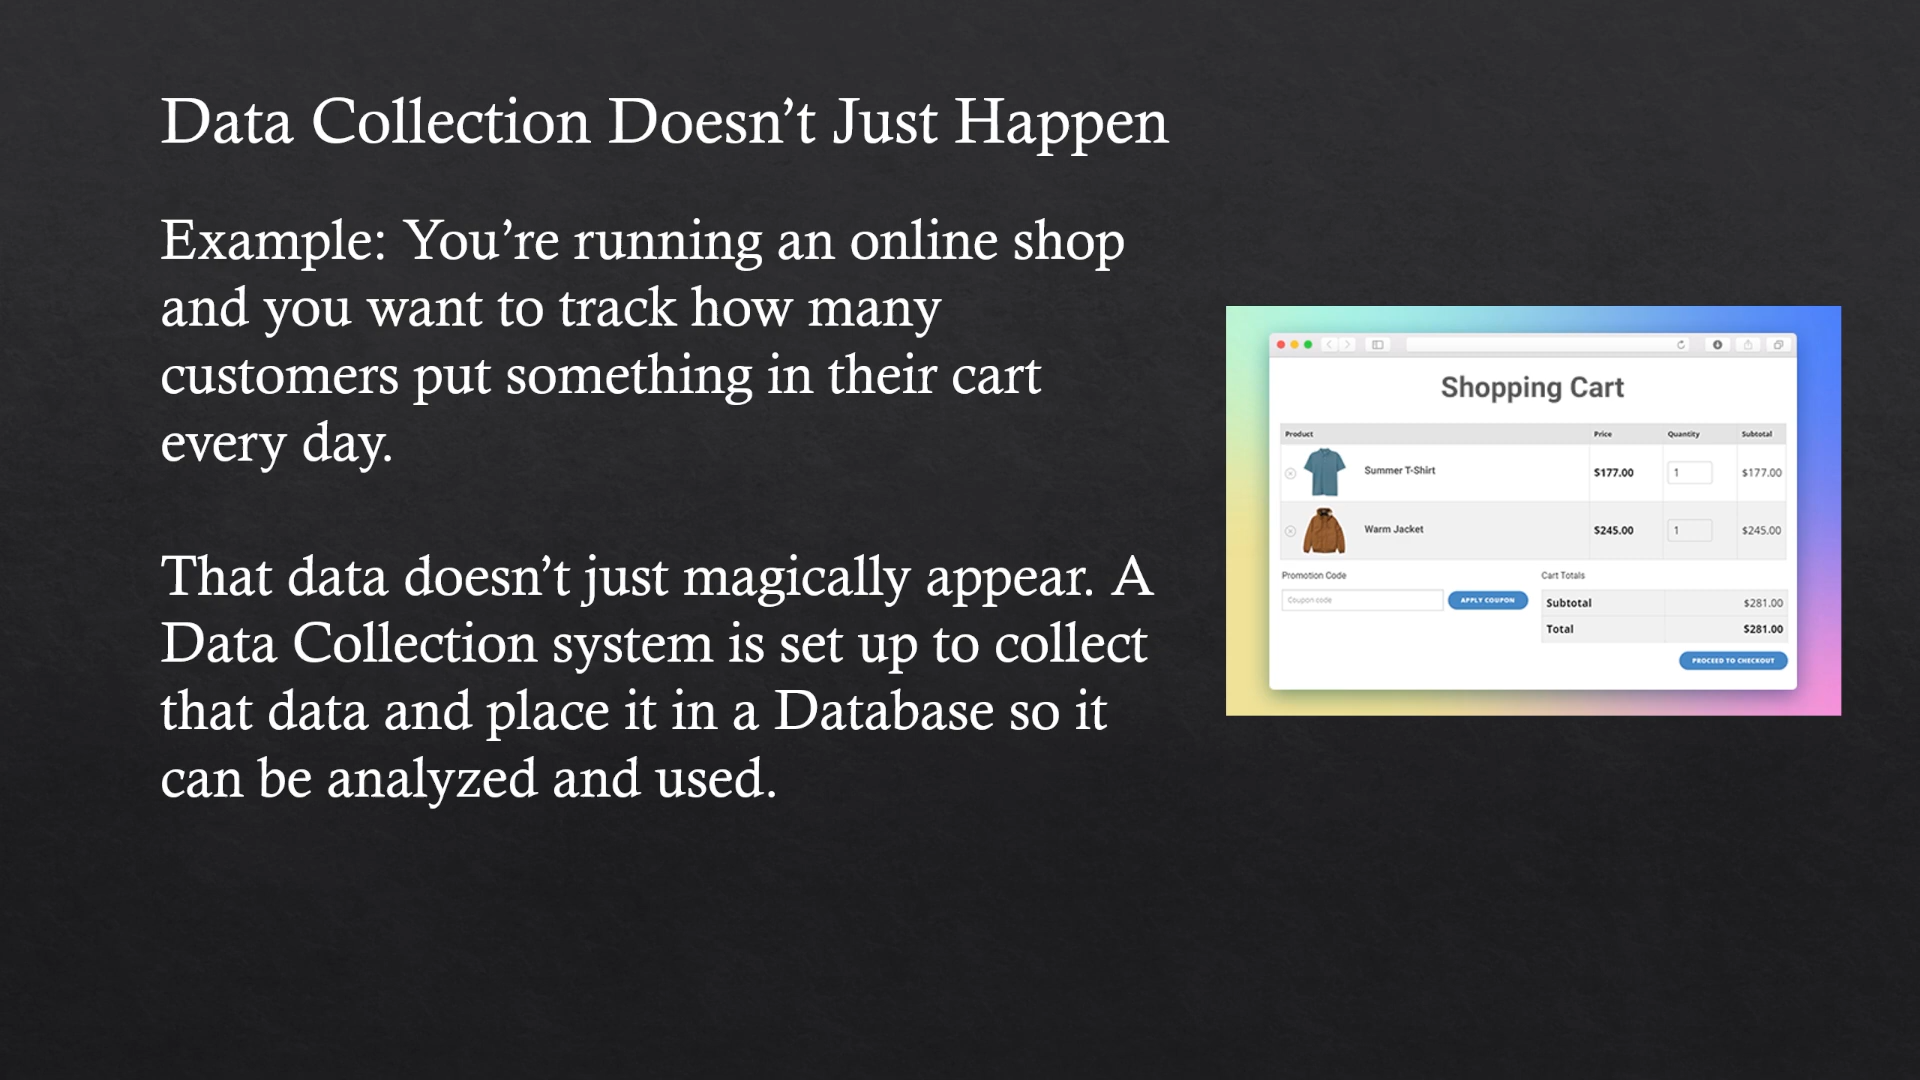 Data Collection Doesn’t Just Happen
Example: You’re running an online shop
and you want to track how many
customers put something in their cart
every day.
That data doesn’t just magically appear. A
Data Collection system is set up to collect
that data and place it in a Database so it
can be analyzed and used.
Shopping Cart
Product Price Quantity Subtotal
Summer T-Shirt $177.00 1 $177.00
Warm Jacket $245.00 1 $245.00
Promotion Code
Coupon code APPLY COUPON
Cart Totals
Subtotal $281.00
Total $281.00
PROCEED TO CHECKOUT